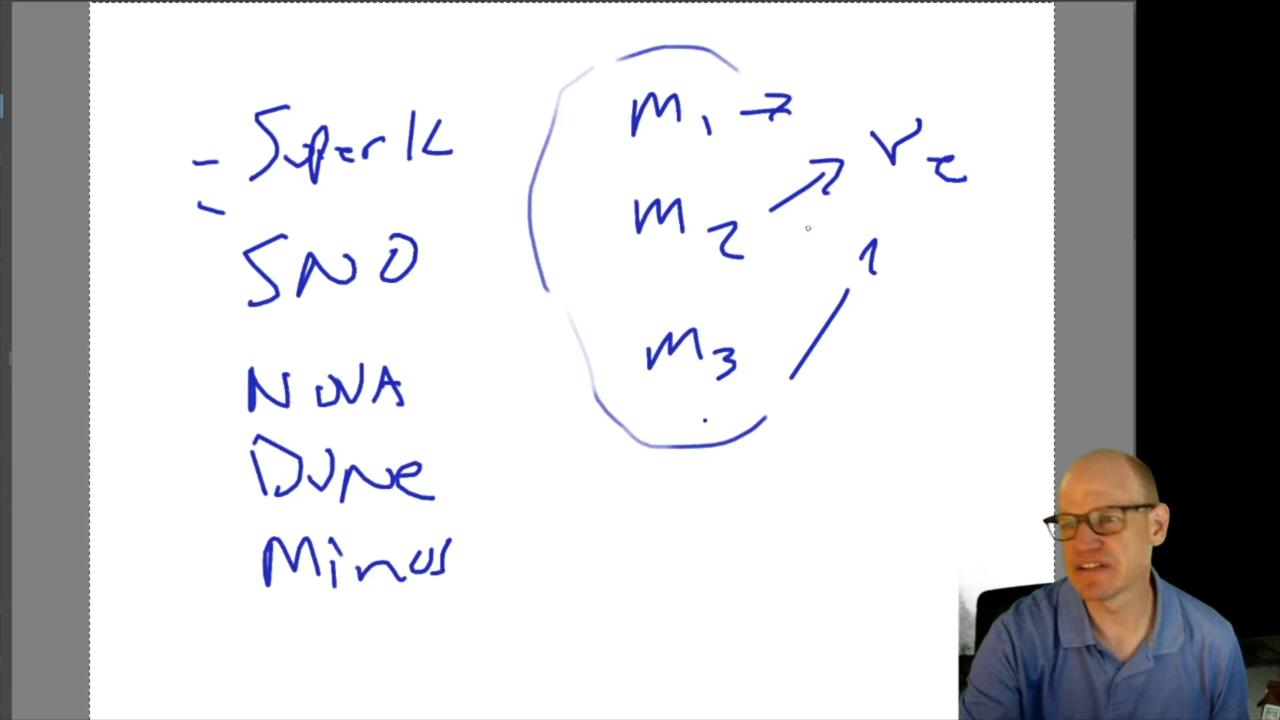 - SuperK
- SNO
NOVA
DUNe
Minos
m1 →
m2 → νe
m3